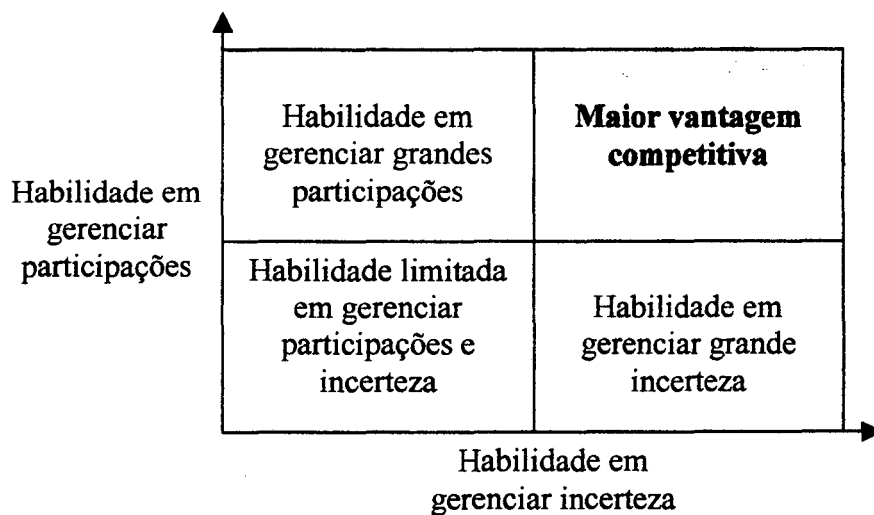 Habilidade em
gerenciar
participações
Habilidade em
gerenciar grandes
participações
Maior vantagem
competitiva
Habilidade limitada
em gerenciar
participações e
incerteza
Habilidade em
gerenciar grande
incerteza
Habilidade em
gerenciar incerteza